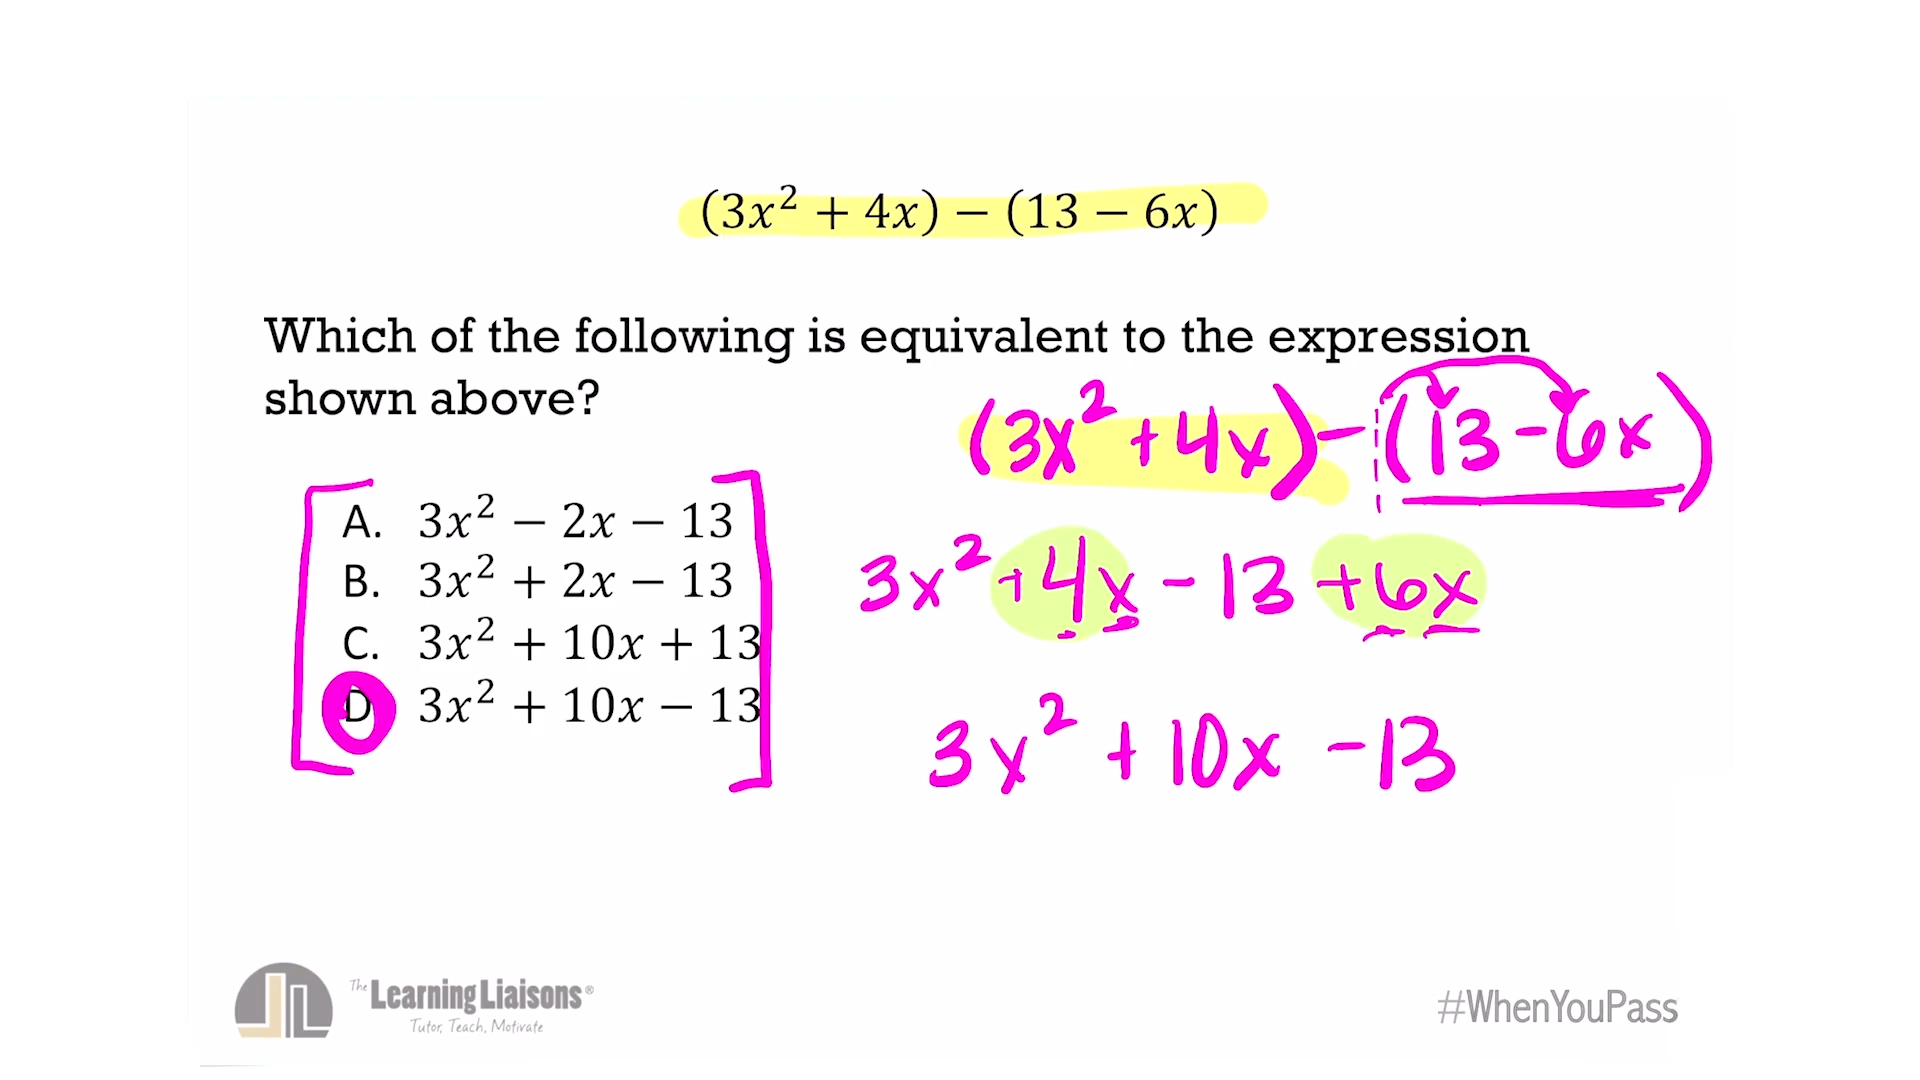 (3x² + 4x) − (13 − 6x)
Which of the following is equivalent to the expression
shown above?
A. 3x² − 2x − 13
B. 3x² + 2x − 13
C. 3x² + 10x + 13
D 3x² + 10x − 13
(3x² + 4x) − (13 − 6x)
3x² + 4x − 13 + 6x
3x² + 10x − 13
The Learning Liaisons®
Tutor, Teach, Motivate
#WhenYouPass